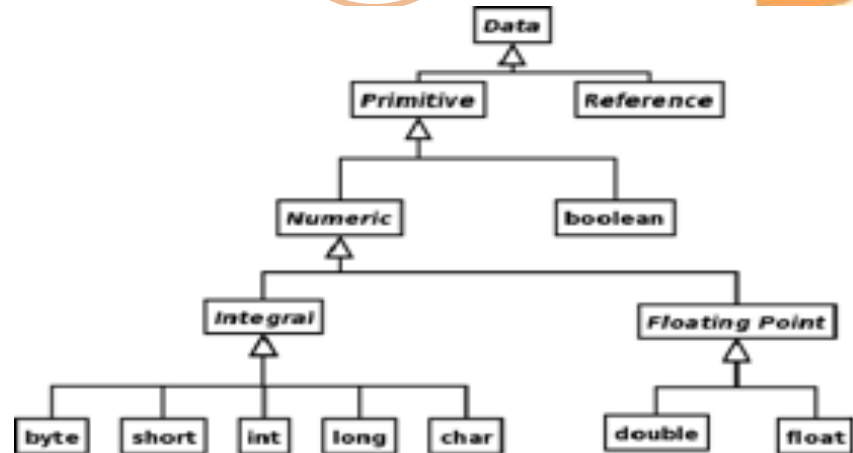 Data
Primitive Reference
Numeric boolean
Integral Floating Point
byte short int long char double float